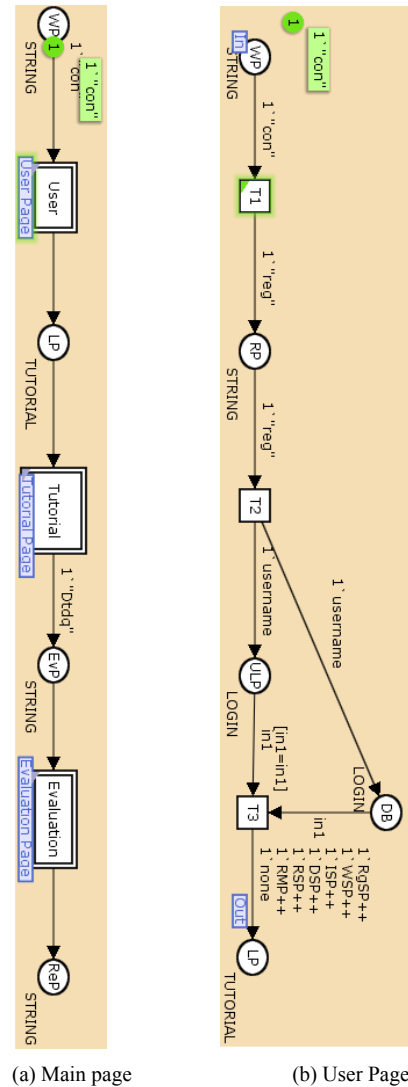 WP
1
1`"con"
1`"con"
STRING
User
User Page
LP
TUTORIAL
Tutorial
Tutorial Page
1`"Dtdq"
EvP
STRING
Evaluation
Evaluation Page
ReP
STRING
(a) Main page
1
1`"con"
WP
In
STRING
1`"con"
T1
1`"reg"
RP
STRING
1`"reg"
T2
1`username
1`username
ULP
LOGIN
DB
LOGIN
[in1=in1]
in1
in1
T3
1`RgSP++
1`WSP++
1`ISP++
1`DSP++
1`RSP++
1`RMP++
1`none
Out
LP
TUTORIAL
(b) User Page